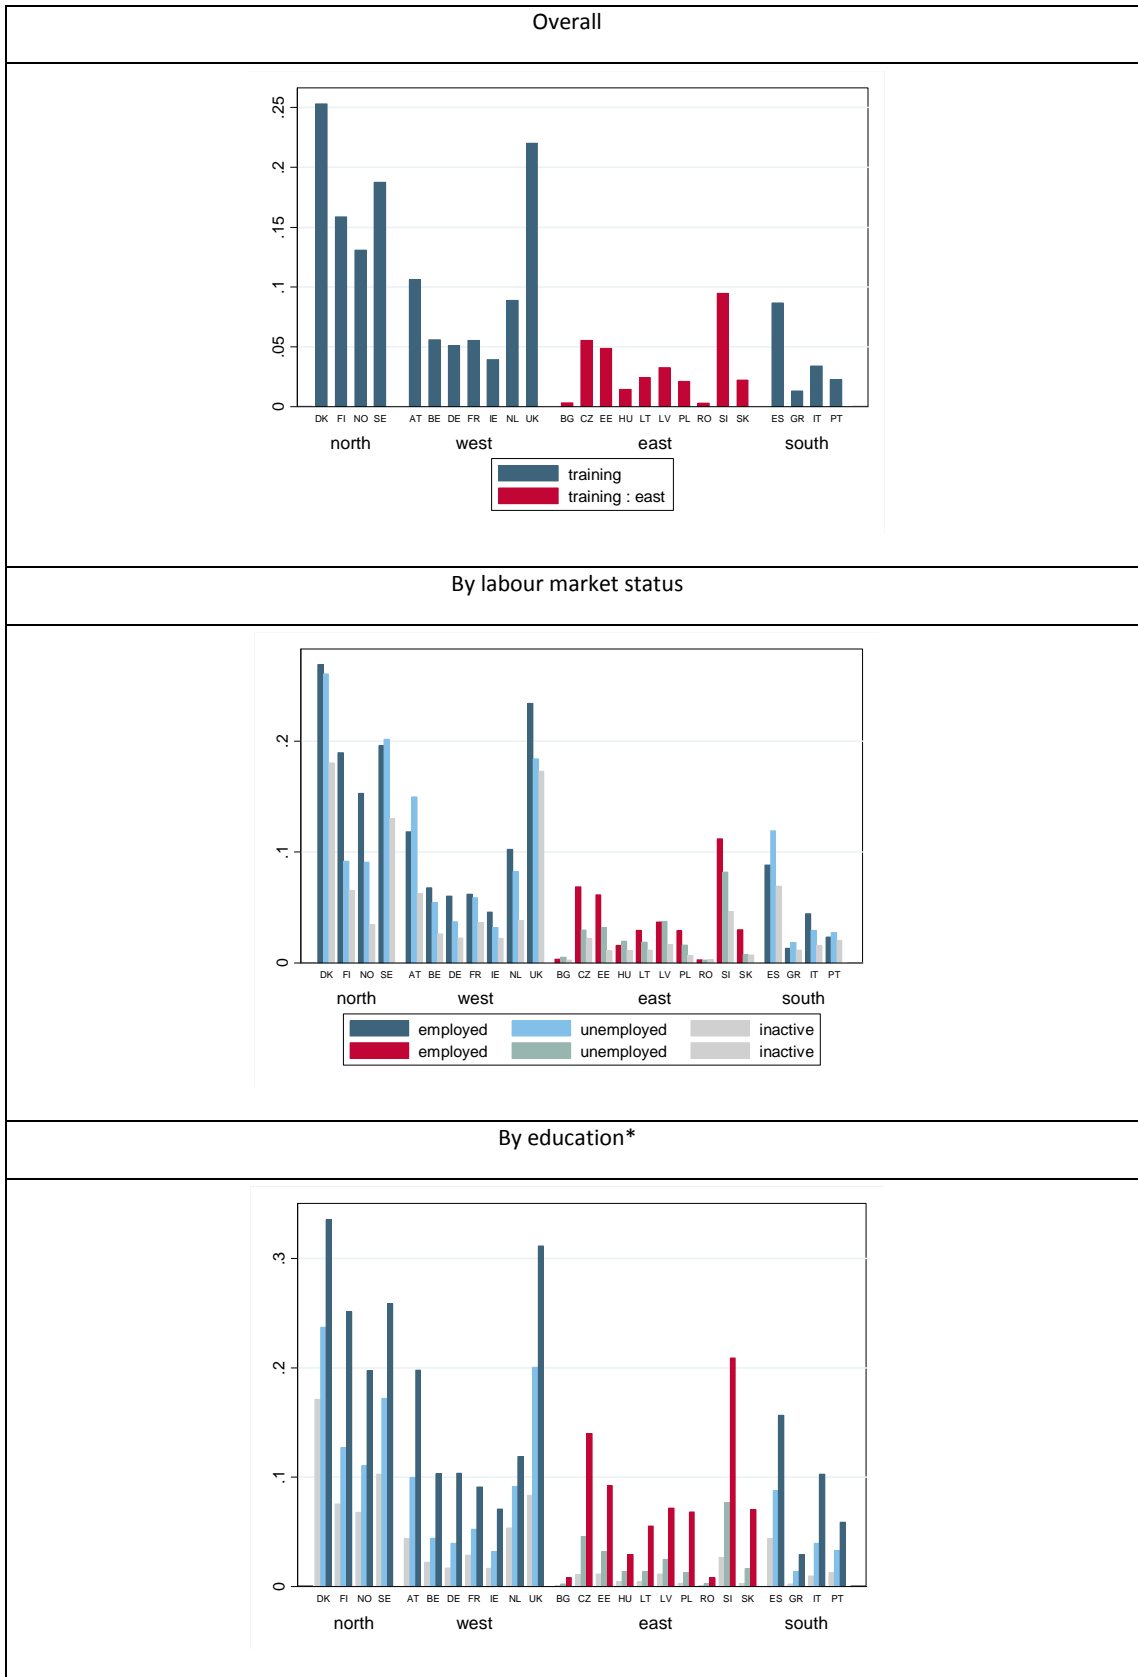 Overall
.25
.2
.15
.1
.05
0
DK FI NO SE AT BE DE FR IE NL UK BG CZ EE HU LT LV PL RO SI SK ES GR IT PT
north west east south
training
training : east
By labour market status
.2
.1
0
DK FI NO SE AT BE DE FR IE NL UK BG CZ EE HU LT LV PL RO SI SK ES GR IT PT
north west east south
employed unemployed inactive
employed unemployed inactive
By education*
.3
.2
.1
0
DK FI NO SE AT BE DE FR IE NL UK BG CZ EE HU LT LV PL RO SI SK ES GR IT PT
north west east south